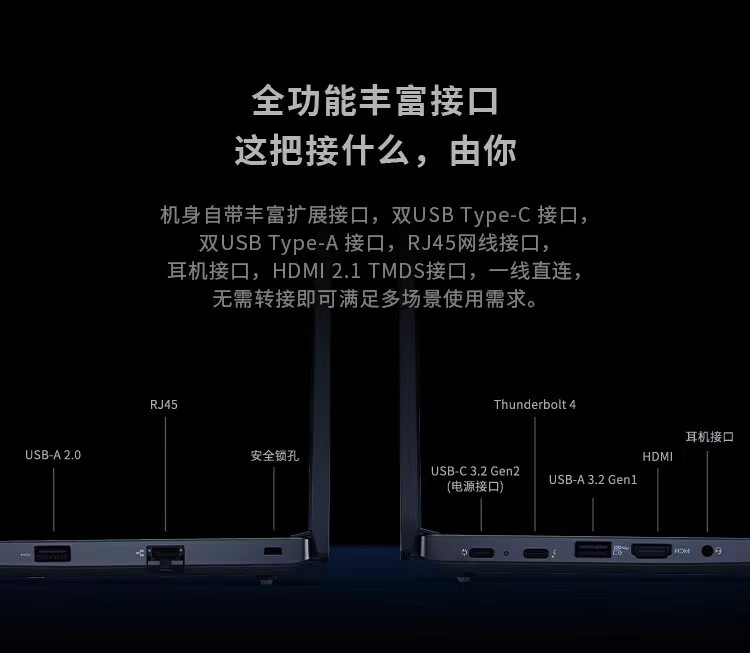 全功能丰富接口
这把接什么，由你
机身自带丰富扩展接口，双USB Type-C 接口，
双USB Type-A 接口，RJ45网线接口，
耳机接口，HDMI 2.1 TMDS接口，一线直连，
无需转接即可满足多场景使用需求。
RJ45
USB-A 2.0
安全锁孔
Thunderbolt 4
耳机接口
HDMI
USB-C 3.2 Gen2
(电源接口)
USB-A 3.2 Gen1
HDMI